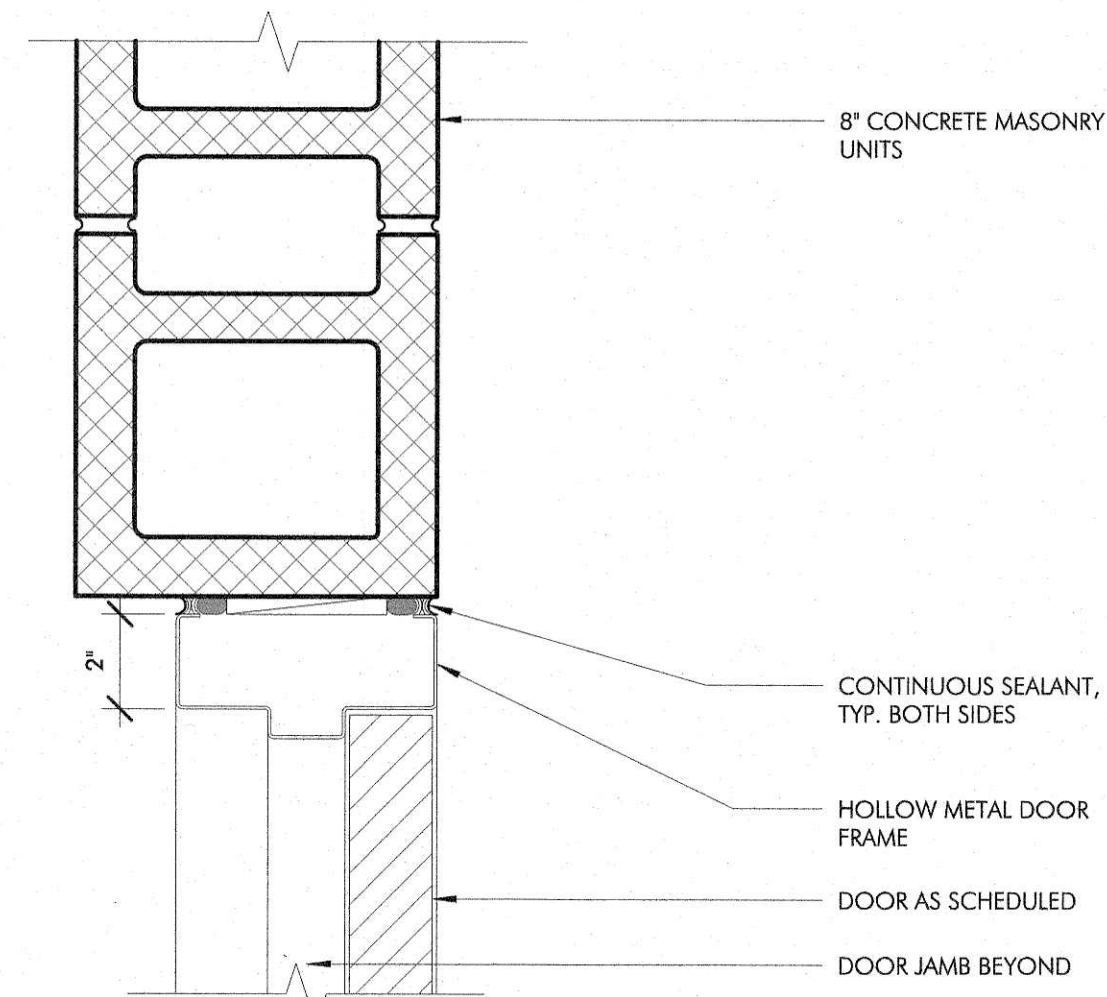 8" CONCRETE MASONRY
UNITS
2"
CONTINUOUS SEALANT,
TYP. BOTH SIDES
HOLLOW METAL DOOR
FRAME
DOOR AS SCHEDULED
DOOR JAMB BEYOND